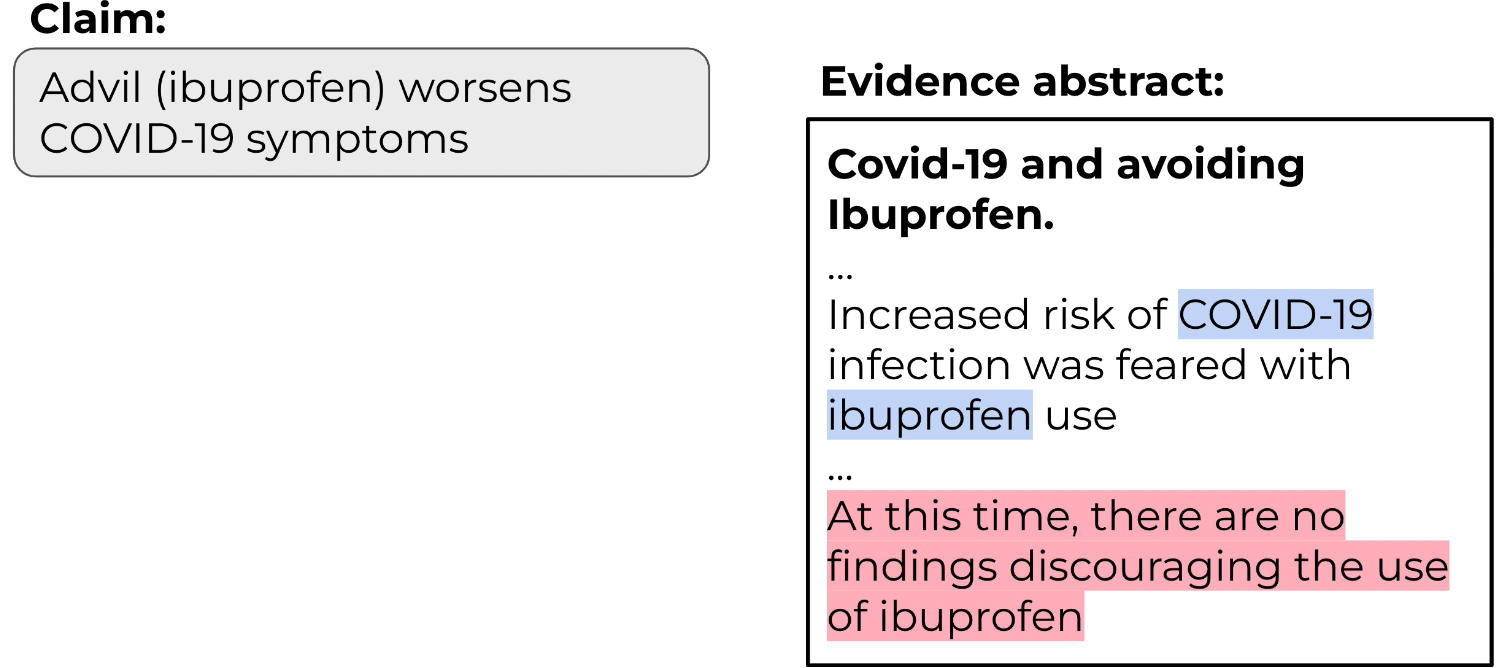 Claim:
Advil (ibuprofen) worsens
COVID-19 symptoms
Evidence abstract:
Covid-19 and avoiding
Ibuprofen.
...
Increased risk of COVID-19
infection was feared with
ibuprofen use
...
At this time, there are no
findings discouraging the use
of ibuprofen